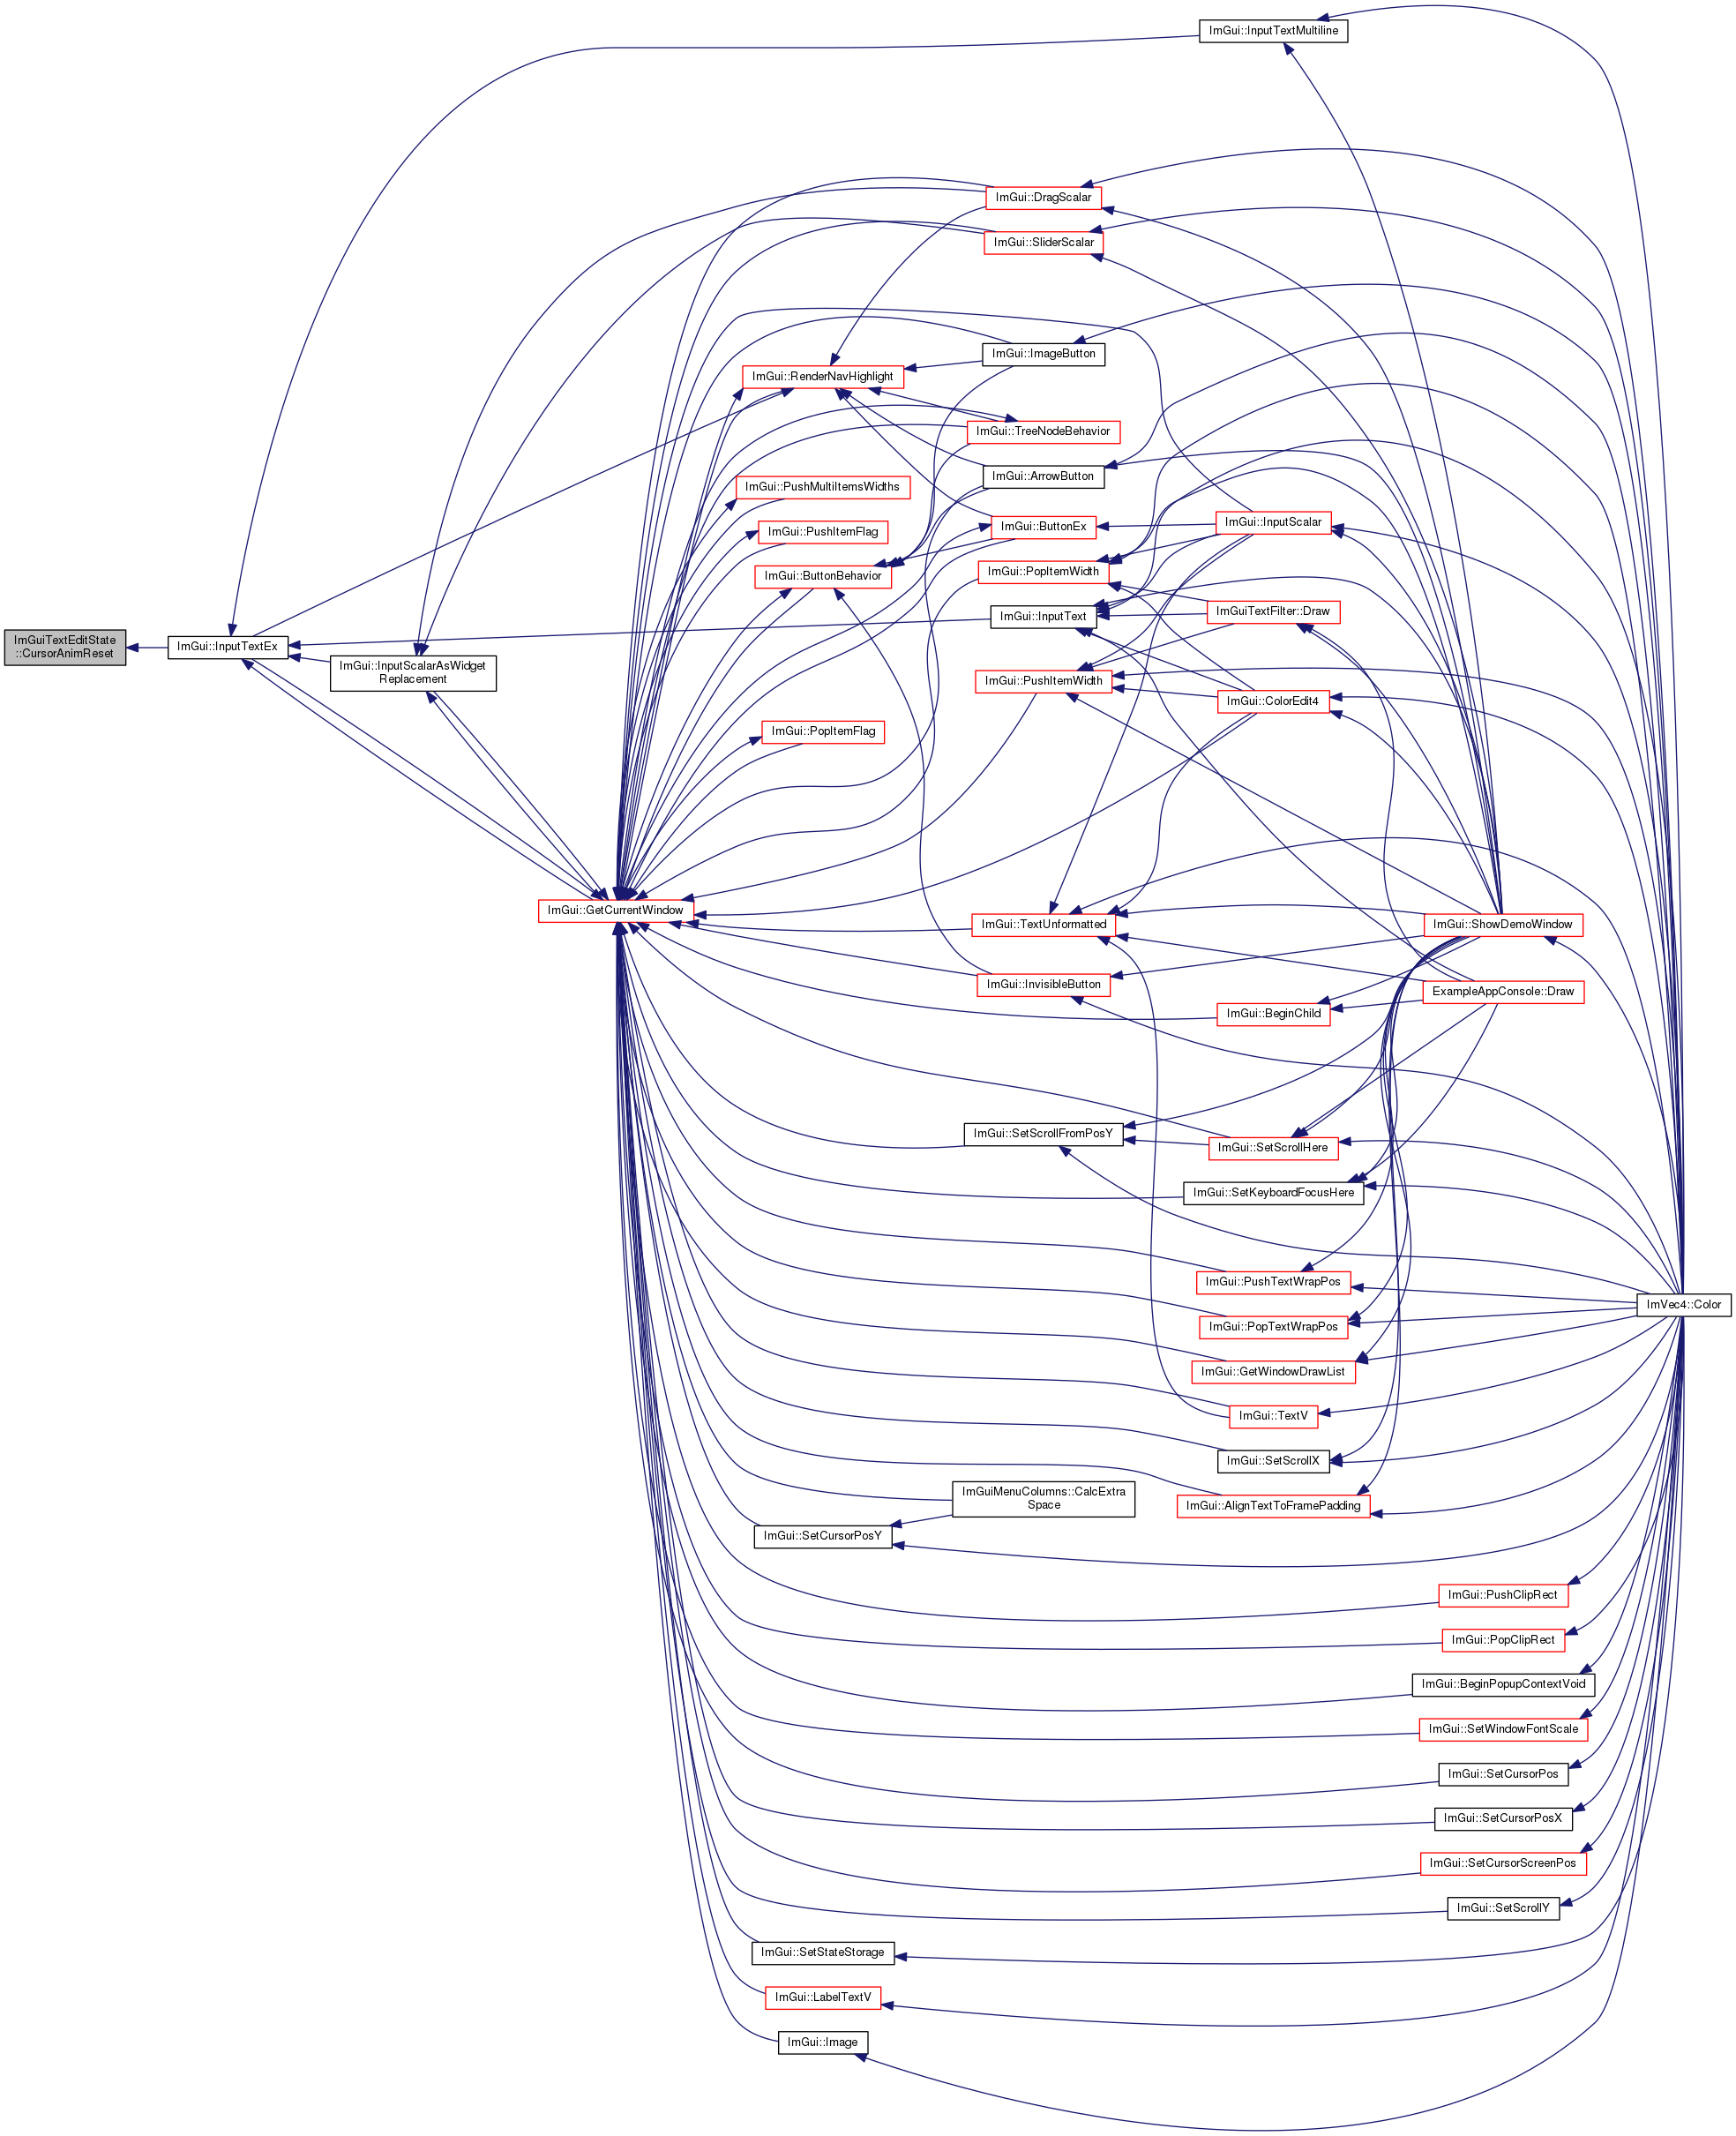 ImGui::InputTextMultiline
ImGui::DragScalar
ImGui::SliderScalar
ImGui::ImageButton
ImGui::RenderNavHighlight
ImGui::TreeNodeBehavior
ImGui::ArrowButton
ImGui::PushMultiItemsWidths
ImGui::PushItemFlag
ImGui::ButtonEx
ImGui::InputScalar
ImGui::ButtonBehavior
ImGui::PopItemWidth
ImGui::InputText
ImGuiTextFilter::Draw
ImGuiTextEditState
::CursorAnimReset
ImGui::InputTextEx
ImGui::InputScalarAsWidget
Replacement
ImGui::PushItemWidth
ImGui::ColorEdit4
ImGui::PopItemFlag
ImGui::GetCurrentWindow
ImGui::TextUnformatted
ImGui::ShowDemoWindow
ImGui::InvisibleButton
ExampleAppConsole::Draw
ImGui::BeginChild
ImGui::SetScrollFromPosY
ImGui::SetScrollHere
ImGui::SetKeyboardFocusHere
ImGui::PushTextWrapPos
ImVec4::Color
ImGui::PopTextWrapPos
ImGui::GetWindowDrawList
ImGui::TextV
ImGui::SetScrollX
ImGuiMenuColumns::CalcExtra
Space
ImGui::AlignTextToFramePadding
ImGui::SetCursorPosY
ImGui::PushClipRect
ImGui::PopClipRect
ImGui::BeginPopupContextVoid
ImGui::SetWindowFontScale
ImGui::SetCursorPos
ImGui::SetCursorPosX
ImGui::SetCursorScreenPos
ImGui::SetScrollY
ImGui::SetStateStorage
ImGui::LabelTextV
ImGui::Image